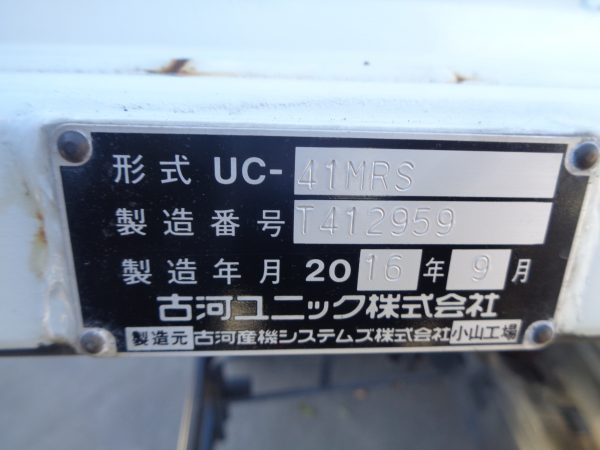 形式 UC-41MRS
製造番号 T412959
製造年月 2016年9月
古河ユニック株式会社
製造元 古河産機システムズ株式会社 小山工場